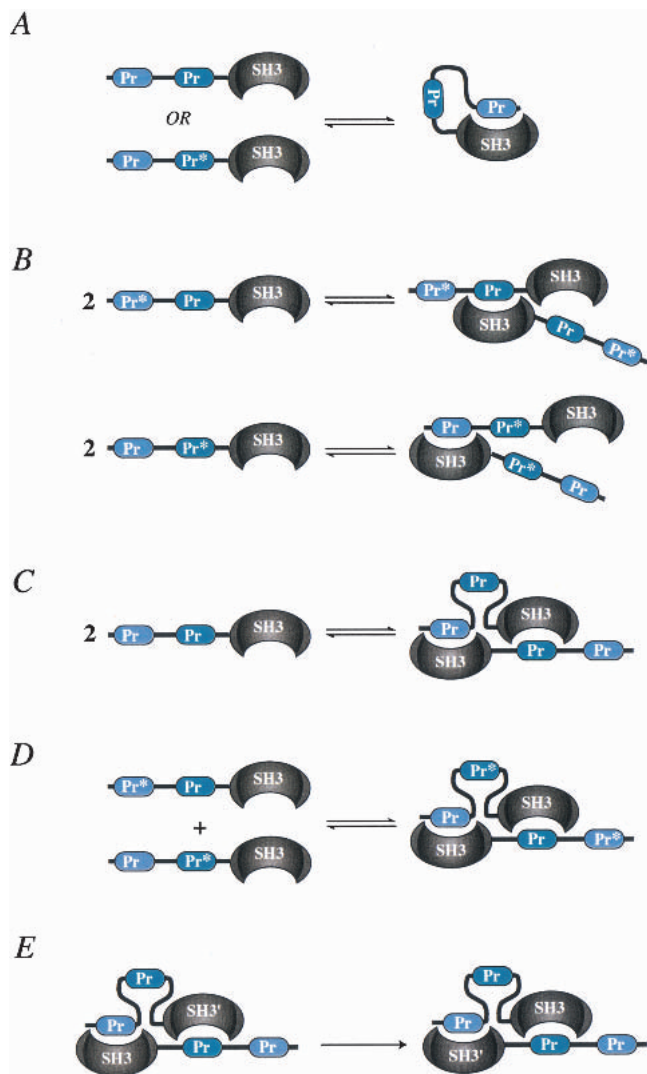 A
Pr Pr SH3
OR
Pr Pr* SH3
Pr Pr
SH3
B
2 Pr* Pr SH3
Pr* Pr SH3
SH3 Pr Pr*
2 Pr Pr* SH3
Pr Pr* SH3
SH3 Pr* Pr
C
2 Pr Pr SH3
Pr
Pr SH3
SH3 Pr Pr
D
Pr* Pr SH3
+
Pr Pr* SH3
Pr*
Pr SH3
SH3 Pr Pr*
E
Pr
Pr SH3'
SH3 Pr Pr
Pr
Pr SH3
SH3' Pr Pr